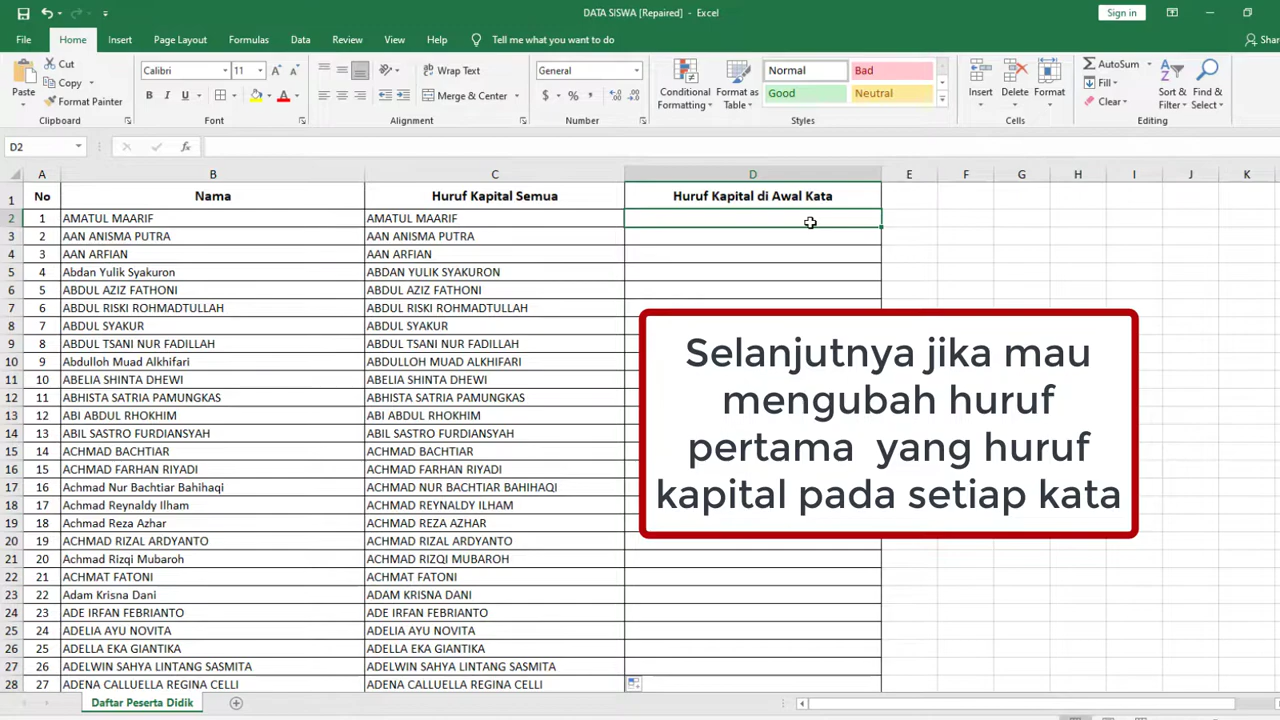 DATA SISWA [Repaired] - Excel
Sign in
File Home Insert Page Layout Formulas Data Review View Help Tell me what you want to do Shar
Paste
Cut
Copy
Format Painter
Clipboard
Calibri 11
B I U
Font
Wrap Text
Merge & Center
Alignment
General
$ % ,
Number
Conditional Formatting
Format as Table
Normal Bad
Good Neutral
Styles
Insert Delete Format
Cells
AutoSum
Fill
Clear
Sort & Filter
Find & Select
Editing
D2 fx
A B C D E F G H I J K
1 No Nama Huruf Kapital Semua Huruf Kapital di Awal Kata
2 1 AMATUL MAARIF AMATUL MAARIF
3 2 AAN ANISMA PUTRA AAN ANISMA PUTRA
4 3 AAN ARFIAN AAN ARFIAN
5 4 Abdan Yulik Syakuron ABDAN YULIK SYAKURON
6 5 ABDUL AZIZ FATHONI ABDUL AZIZ FATHONI
7 6 ABDUL RISKI ROHMADTULLAH ABDUL RISKI ROHMADTULLAH
8 7 ABDUL SYAKUR ABDUL SYAKUR
9 8 ABDUL TSANI NUR FADILLAH ABDUL TSANI NUR FADILLAH
10 9 Abdulloh Muad Alkhifari ABDULLOH MUAD ALKHIFARI
11 10 ABELIA SHINTA DHEWI ABELIA SHINTA DHEWI
12 11 ABHISTA SATRIA PAMUNGKAS ABHISTA SATRIA PAMUNGKAS
13 12 ABI ABDUL RHOKHIM ABI ABDUL RHOKHIM
14 13 ABIL SASTRO FURDIANSYAH ABIL SASTRO FURDIANSYAH
15 14 ACHMAD BACHTIAR ACHMAD BACHTIAR
16 15 ACHMAD FARHAN RIYADI ACHMAD FARHAN RIYADI
17 16 Achmad Nur Bachtiar Bahihaqi ACHMAD NUR BACHTIAR BAHIHAQI
18 17 Achmad Reynaldy Ilham ACHMAD REYNALDY ILHAM
19 18 Achmad Reza Azhar ACHMAD REZA AZHAR
20 19 ACHMAD RIZAL ARDYANTO ACHMAD RIZAL ARDYANTO
21 20 Achmad Rizqi Mubaroh ACHMAD RIZQI MUBAROH
22 21 ACHMAT FATONI ACHMAT FATONI
23 22 Adam Krisna Dani ADAM KRISNA DANI
24 23 ADE IRFAN FEBRIANTO ADE IRFAN FEBRIANTO
25 24 ADELIA AYU NOVITA ADELIA AYU NOVITA
26 25 ADELLA EKA GIANTIKA ADELLA EKA GIANTIKA
27 26 ADELWIN SAHYA LINTANG SASMITA ADELWIN SAHYA LINTANG SASMITA
28 27 ADENA CALLUELLA REGINA CELLI ADENA CALLUELLA REGINA CELLI
Selanjutnya jika mau
mengubah huruf
pertama yang huruf
kapital pada setiap kata
Daftar Peserta Didik